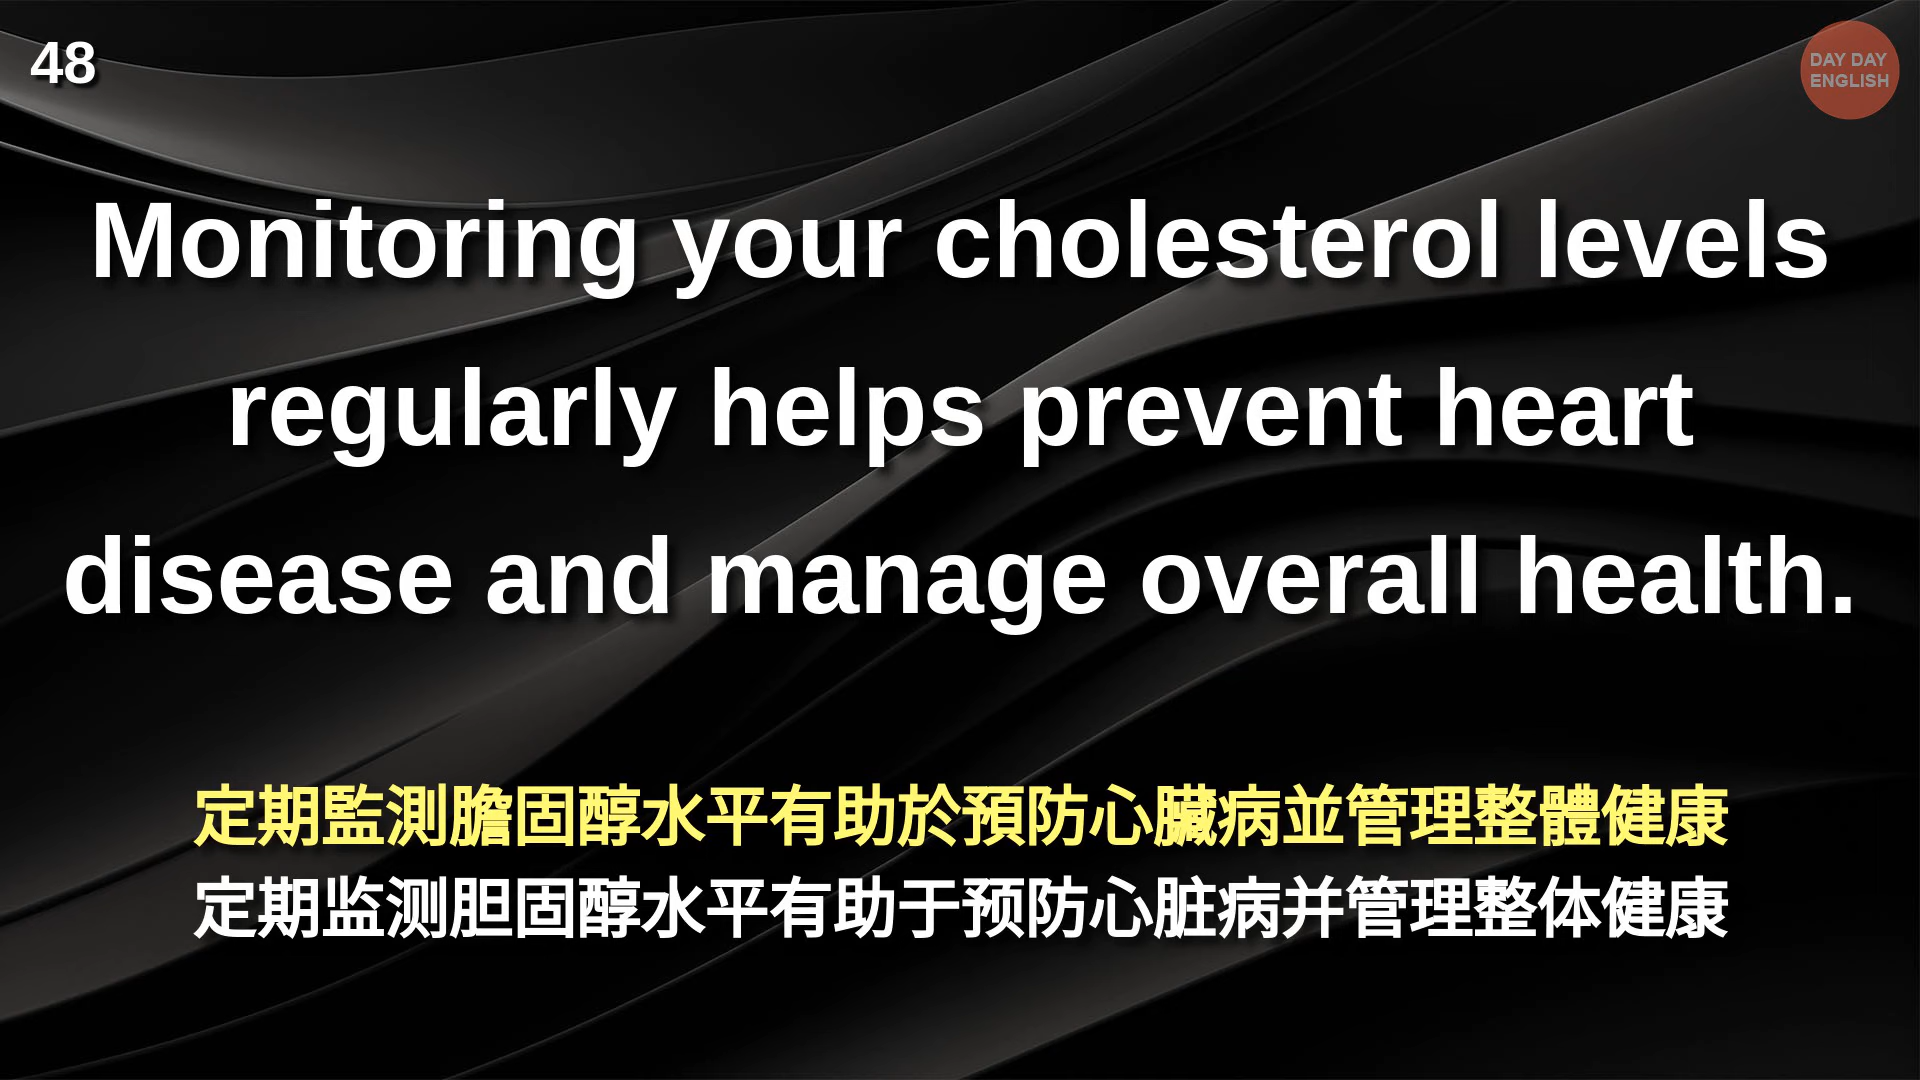 48
DAY DAY
ENGLISH
Monitoring your cholesterol levels
regularly helps prevent heart
disease and manage overall health.
定期監測膽固醇水平有助於預防心臟病並管理整體健康
定期监测胆固醇水平有助于预防心脏病并管理整体健康